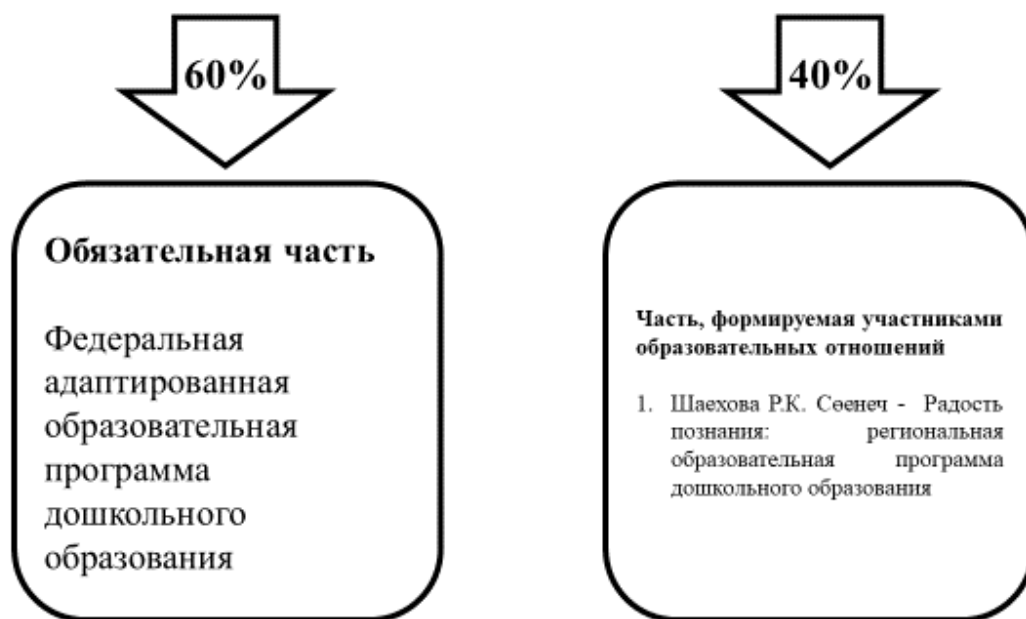 60%
Обязательная часть
Федеральная
адаптированная
образовательная
программа
дошкольного
образования
40%
Часть, формируемая участниками
образовательных отношений
1. Шаехова Р.К. Сөенеч - Радость
познания: региональная
образовательная программа
дошкольного образования